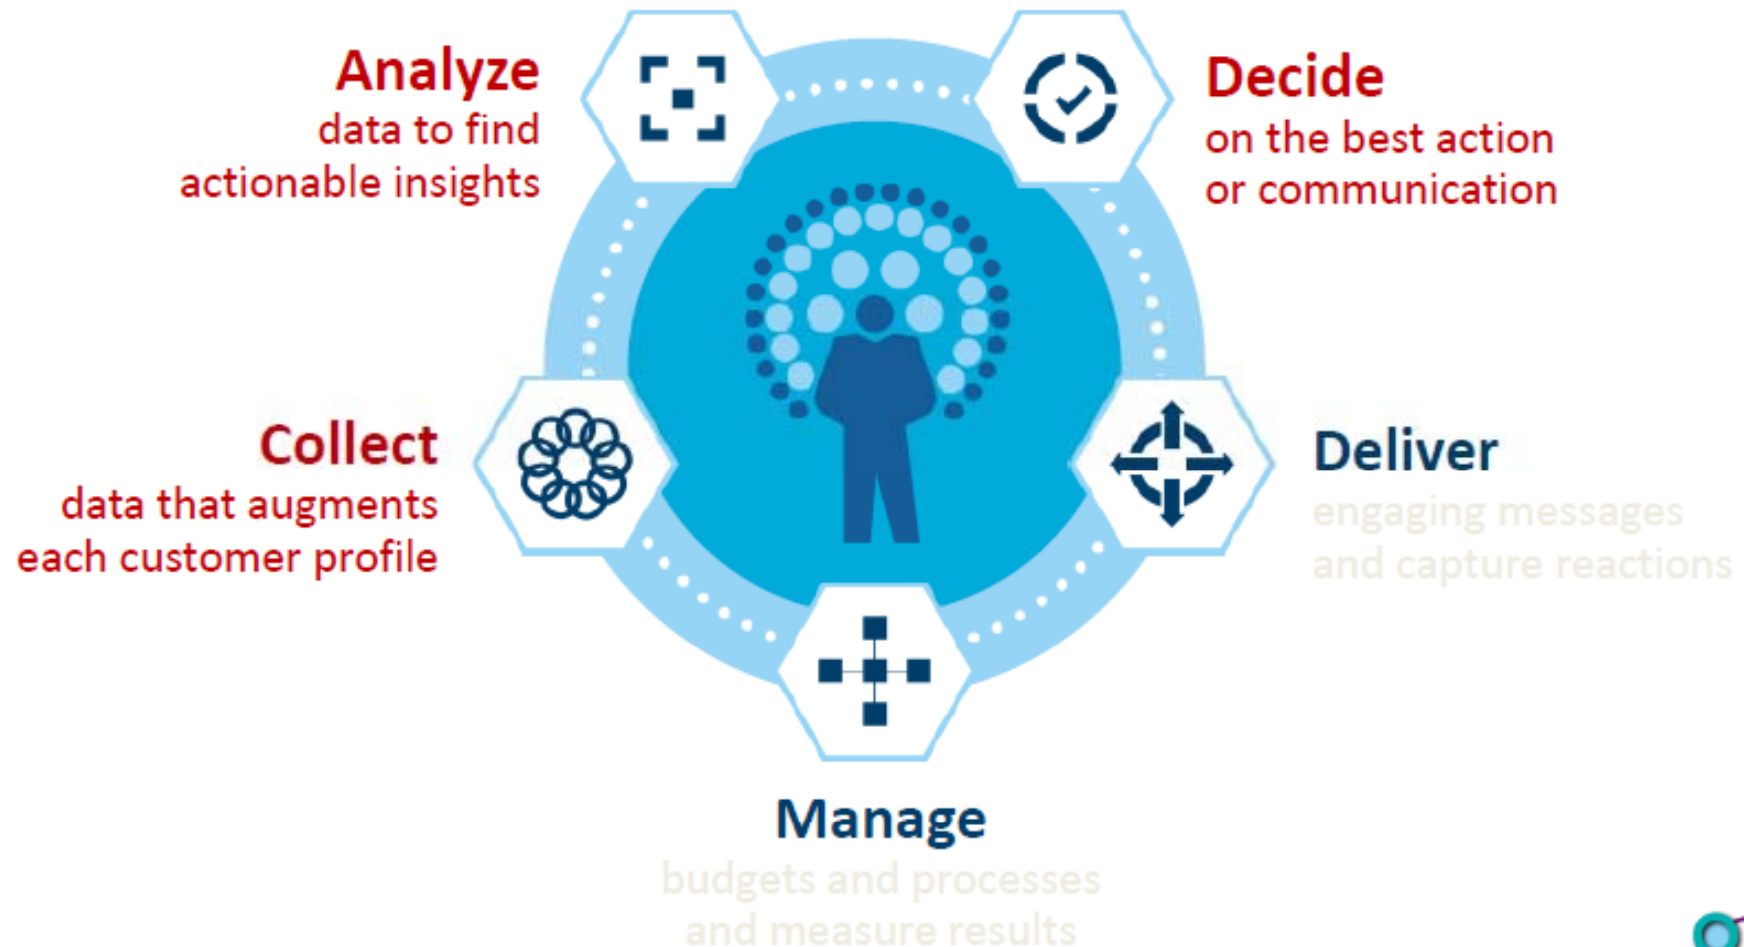 Analyze
data to find
actionable insights
Decide
on the best action
or communication
Collect
data that augments
each customer profile
Deliver
engaging messages
and capture reactions
Manage
budgets and processes
and measure results